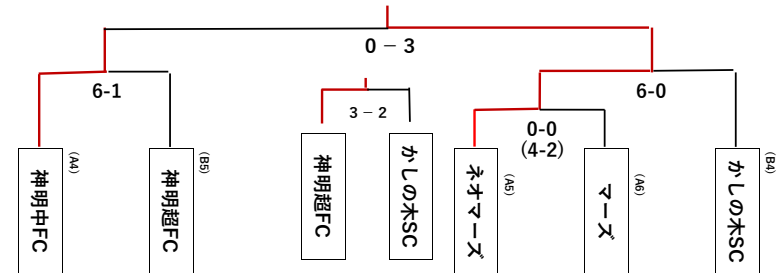 0－3
6-1
3－2
6-0
0-0
(4-2)
神明中FC
(A4)
神明超FC
(B5)
神明超FC
かしの木SC
ネオマーズ
(A5)
マーズ
(A6)
かしの木SC
(B4)